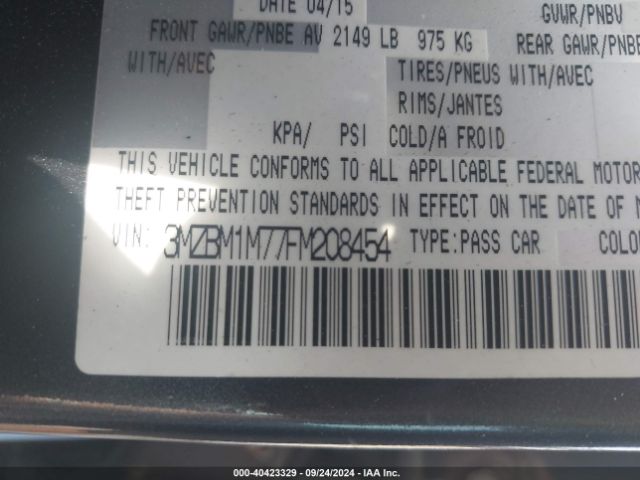 DATE 04/15
GVWR/PNBV
FRONT GAWR/PNBE AV 2149 LB 975 KG
REAR GAWR/PNBE
WITH/AVEC
TIRES/PNEUS WITH/AVEC
RIMS/JANTES
KPA/ PSI COLD/A FROID
THIS VEHICLE CONFORMS TO ALL APPLICABLE FEDERAL MOTOR
THEFT PREVENTION STANDARDS IN EFFECT ON THE DATE OF M
VIN: 3MZBM1M77FM208454 TYPE:PASS CAR COLO
000-40423329 - 09/24/2024 - IAA Inc.